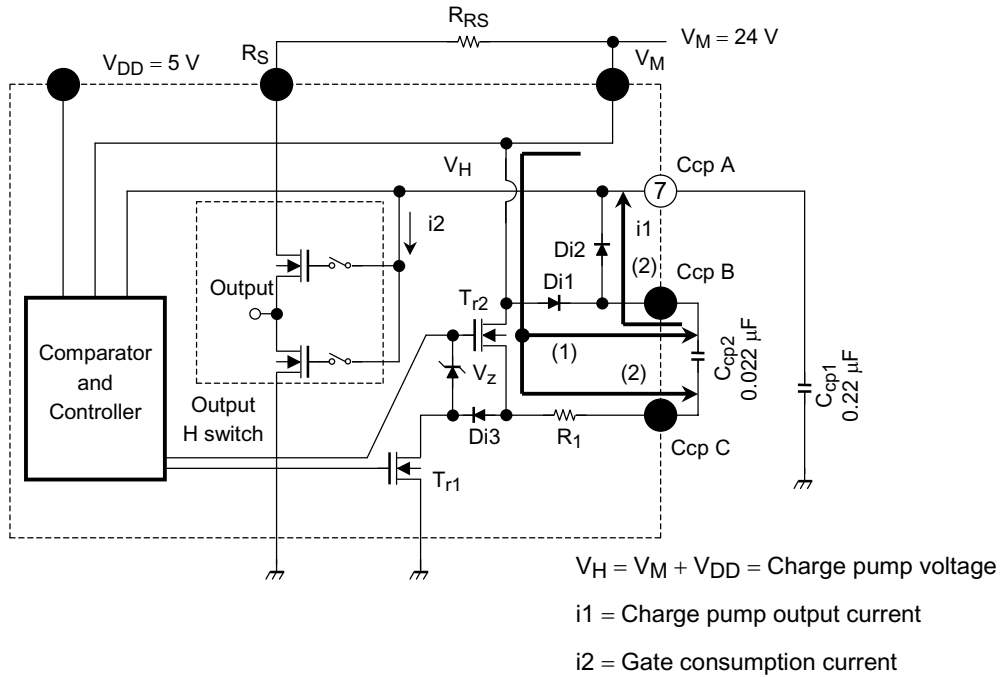 R_RS
V_M = 24 V
V_DD = 5 V
R_S
V_M
V_H
Ccp A
7
i2
i1
Di2
(2)
Ccp B
Output
Di1
T_r2
(1)
C_cp2
0.022 μF
Comparator
and
Controller
V_Z
(2)
C_cp1
0.22 μF
Output
H switch
Di3
R_1
Ccp C
T_r1
V_H = V_M + V_DD = Charge pump voltage
i1 = Charge pump output current
i2 = Gate consumption current